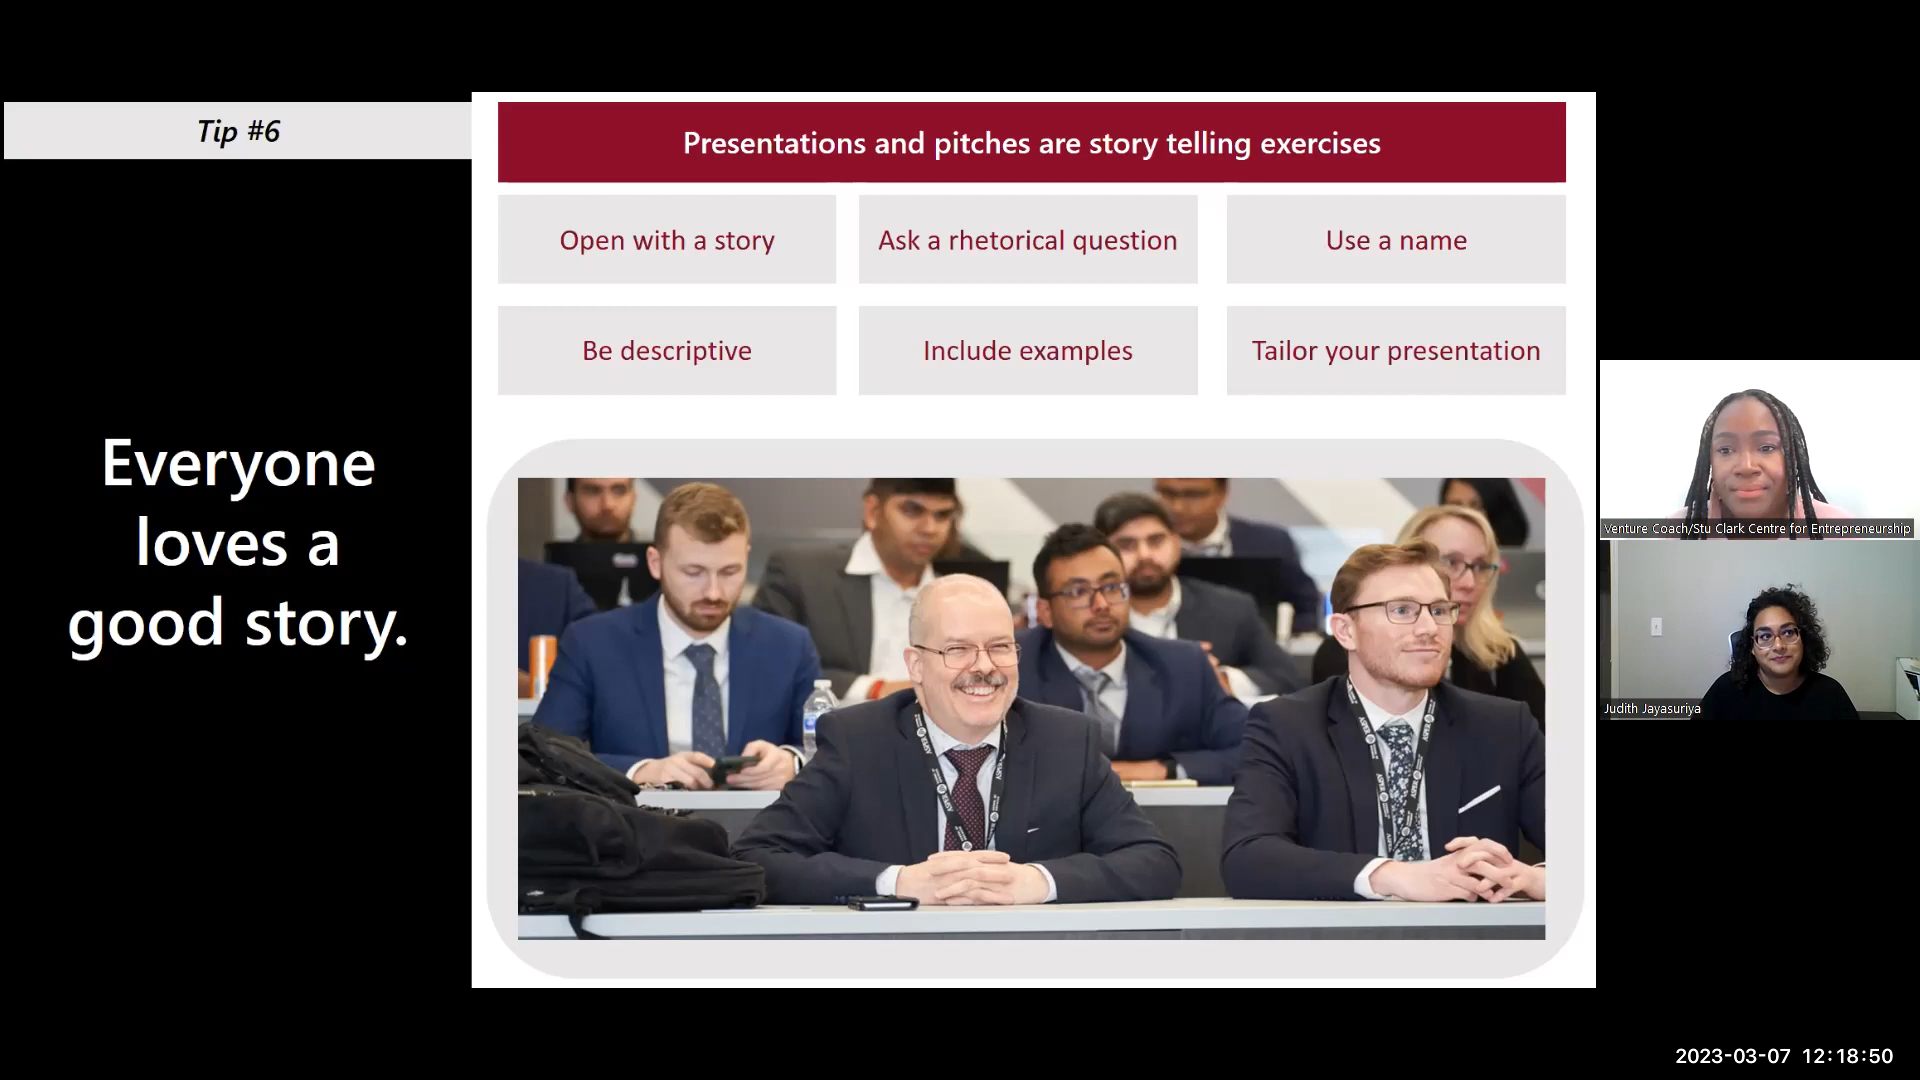 Tip #6
Everyone
loves a
good story.
Presentations and pitches are story telling exercises
Open with a story
Ask a rhetorical question
Use a name
Be descriptive
Include examples
Tailor your presentation
Venture Coach/Stu Clark Centre for Entrepreneurship
Judith Jayasuriya
2023-03-07 12:18:50